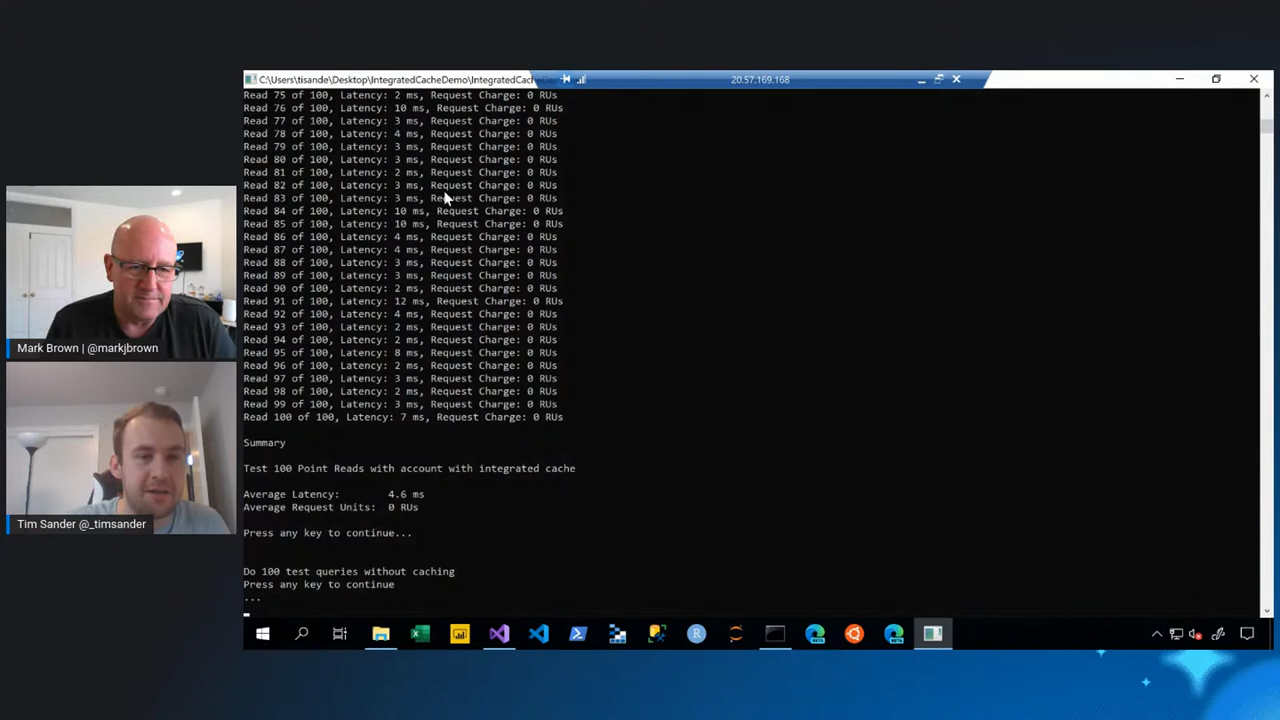 C:\Users\tisande\Desktop\IntegratedCacheDemo\IntegratedCacheDe
20.57.169.168
Read 75 of 100, Latency: 2 ms, Request Charge: 0 RUs
Read 76 of 100, Latency: 10 ms, Request Charge: 0 RUs
Read 77 of 100, Latency: 3 ms, Request Charge: 0 RUs
Read 78 of 100, Latency: 4 ms, Request Charge: 0 RUs
Read 79 of 100, Latency: 3 ms, Request Charge: 0 RUs
Read 80 of 100, Latency: 3 ms, Request Charge: 0 RUs
Read 81 of 100, Latency: 2 ms, Request Charge: 0 RUs
Read 82 of 100, Latency: 3 ms, Request Charge: 0 RUs
Read 83 of 100, Latency: 3 ms, Request Charge: 0 RUs
Read 84 of 100, Latency: 10 ms, Request Charge: 0 RUs
Read 85 of 100, Latency: 10 ms, Request Charge: 0 RUs
Read 86 of 100, Latency: 4 ms, Request Charge: 0 RUs
Read 87 of 100, Latency: 4 ms, Request Charge: 0 RUs
Read 88 of 100, Latency: 3 ms, Request Charge: 0 RUs
Read 89 of 100, Latency: 3 ms, Request Charge: 0 RUs
Read 90 of 100, Latency: 2 ms, Request Charge: 0 RUs
Read 91 of 100, Latency: 12 ms, Request Charge: 0 RUs
Read 92 of 100, Latency: 4 ms, Request Charge: 0 RUs
Read 93 of 100, Latency: 2 ms, Request Charge: 0 RUs
Read 94 of 100, Latency: 2 ms, Request Charge: 0 RUs
Read 95 of 100, Latency: 8 ms, Request Charge: 0 RUs
Read 96 of 100, Latency: 2 ms, Request Charge: 0 RUs
Read 97 of 100, Latency: 3 ms, Request Charge: 0 RUs
Read 98 of 100, Latency: 2 ms, Request Charge: 0 RUs
Read 99 of 100, Latency: 3 ms, Request Charge: 0 RUs
Read 100 of 100, Latency: 7 ms, Request Charge: 0 RUs
Summary
Test 100 Point Reads with account with integrated cache
Average Latency: 4.6 ms
Average Request Units: 0 RUs
Press any key to continue...
Do 100 test queries without caching
Press any key to continue
...
Mark Brown | @markjbrown
Tim Sander @_timsander